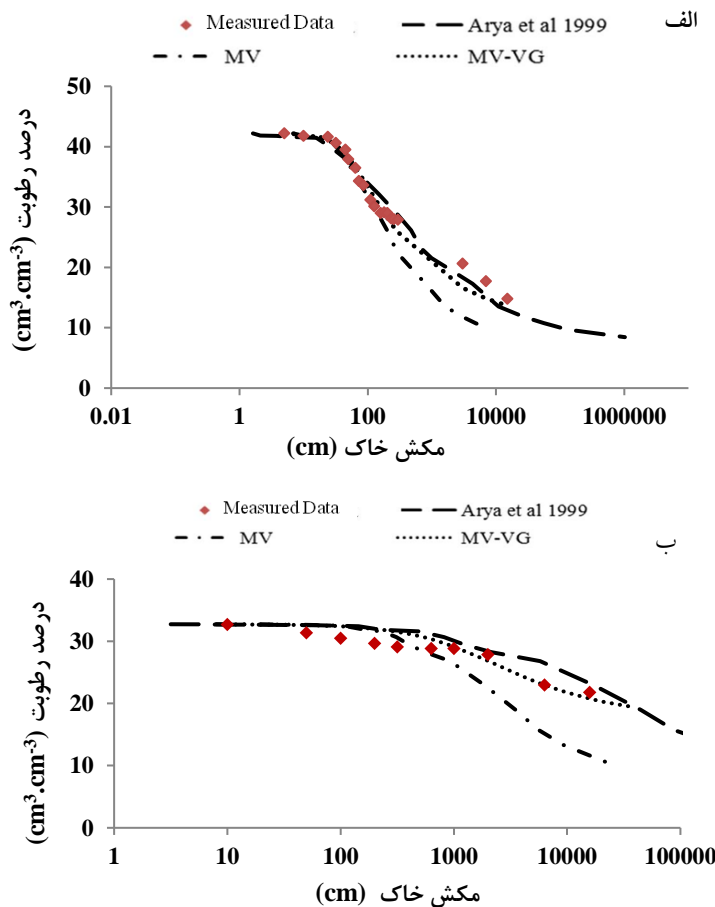 الف
Measured Data
Arya et al 1999
MV
MV-VG
درصد رطوبت (cm³.cm⁻³)
50
40
30
20
10
0
0.01 1 100 10000 1000000
مکش خاک (cm)
ب
Measured Data
Arya et al 1999
MV
MV-VG
درصد رطوبت (cm³.cm⁻³)
40
30
20
10
0
1 10 100 1000 10000 100000
مکش خاک (cm)